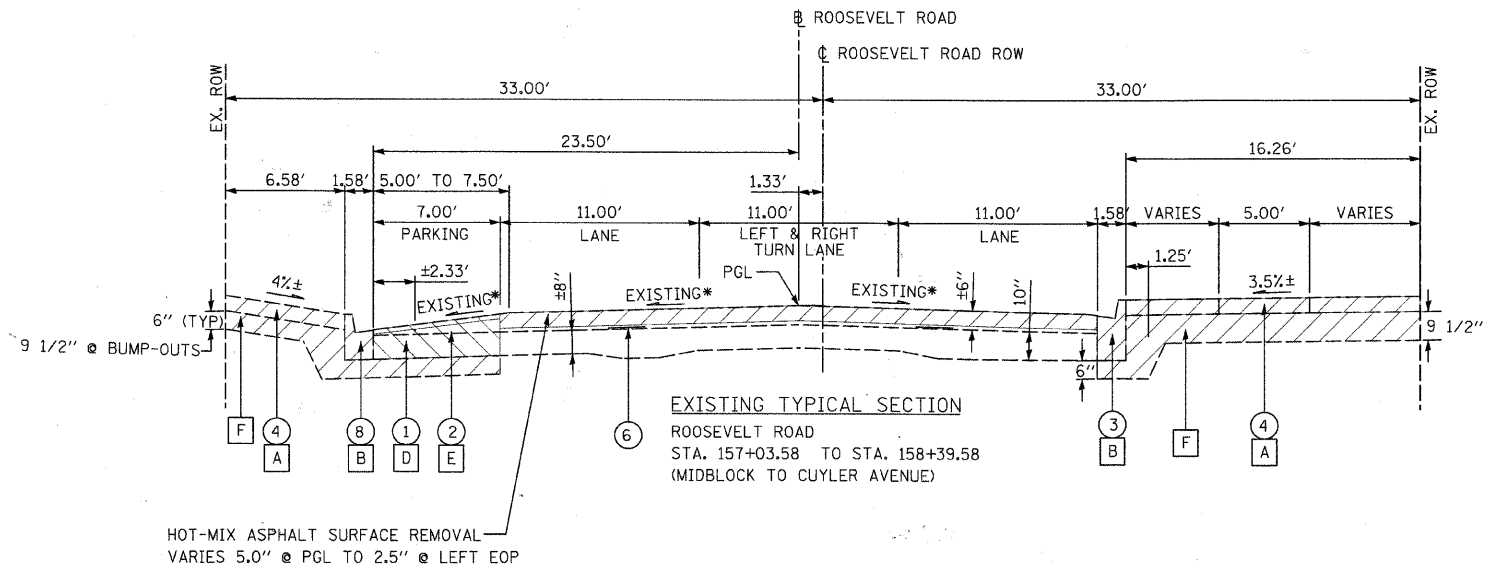 ℄ ROOSEVELT ROAD
℄ ROOSEVELT ROAD ROW
EX. ROW
33.00'
33.00'
EX. ROW
23.50'
16.26'
6.58'
1.58'
5.00' TO 7.50'
1.33'
7.00'
PARKING
11.00'
LANE
11.00'
LEFT & RIGHT
TURN LANE
11.00'
LANE
1.58'
VARIES
5.00'
VARIES
±2.33'
1.25'
PGL
4%±
EXISTING*
±8"
EXISTING*
EXISTING*
±6"
10"
3.5%±
6" (TYP)
9 1/2" @ BUMP-OUTS
9 1/2"
6"
F
4
A
8
B
1
D
2
E
6
3
B
F
4
A
EXISTING TYPICAL SECTION
ROOSEVELT ROAD
STA. 157+03.58 TO STA. 158+39.58
(MIDBLOCK TO CUYLER AVENUE)
HOT-MIX ASPHALT SURFACE REMOVAL
VARIES 5.0" @ PGL TO 2.5" @ LEFT EOP